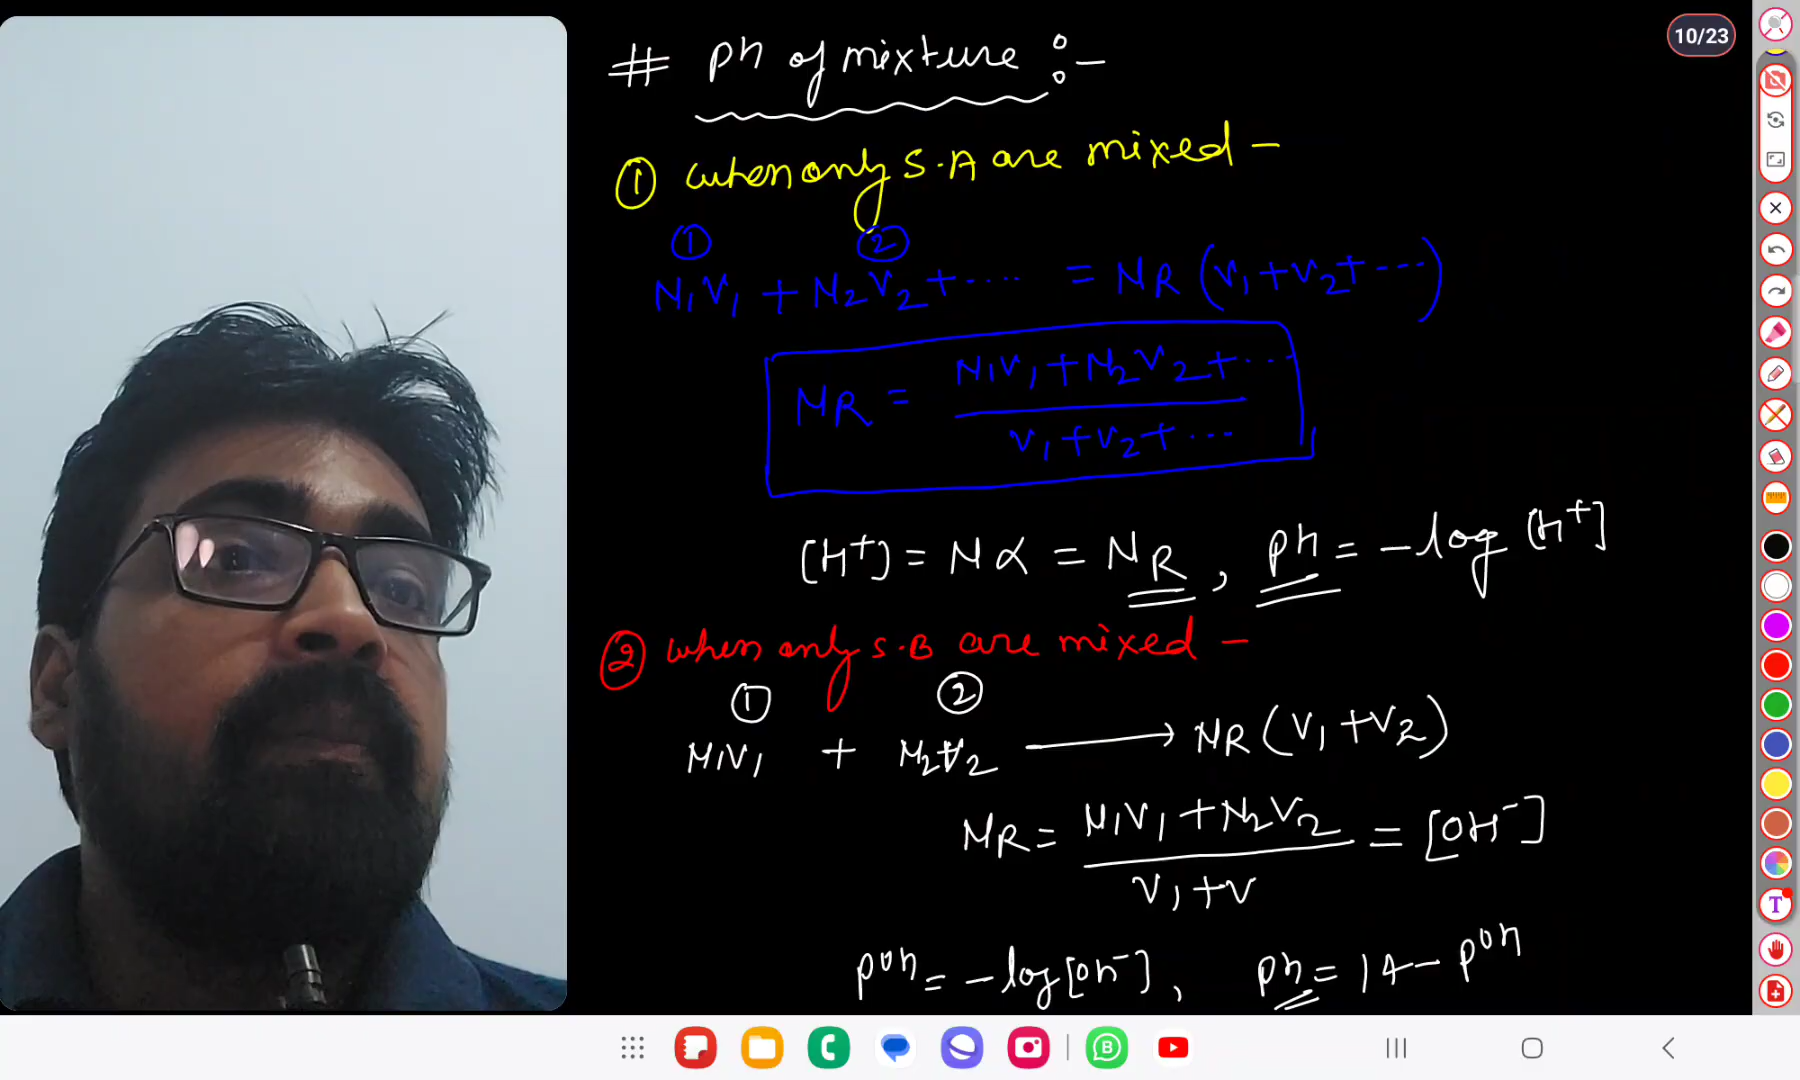 10/23
# pH of mixture :-
① when only S.A are mixed -
① ②
N₁V₁ + N₂V₂ + .... = NR (V₁+V₂+...)
NR = N₁V₁+N₂V₂+... / V₁+V₂+...
[H⁺] = Nα = NR , pH = -log [H⁺]
② when only S.B are mixed -
① ②
N₁V₁ + N₂V₂ ⟶ NR (V₁+V₂)
NR = N₁V₁+N₂V₂ / V₁+V = [OH⁻]
pOH = -log[OH⁻] , pH = 14 - pOH
T
B